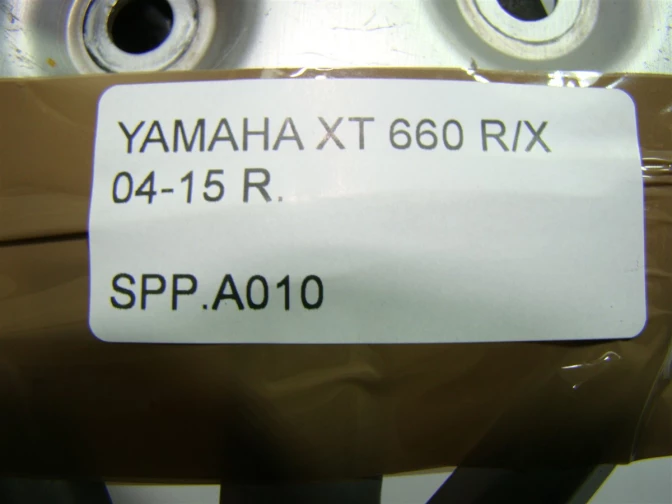 YAMAHA XT 660 R/X
04-15 R.
SPP.A010